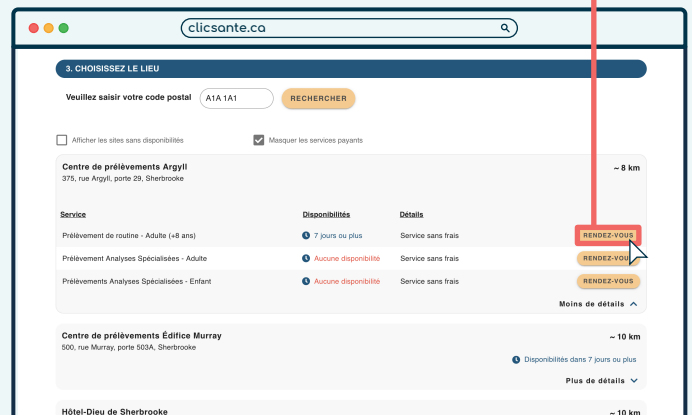 clicsante.ca
3. CHOISISSEZ LE LIEU
Veuillez saisir votre code postal A1A 1A1 RECHERCHER
Afficher les sites sans disponibilités Masquer les services payants
Centre de prélèvements Argyll ~ 8 km
375, rue Argyll, porte 29, Sherbrooke
Service Disponibilités Détails
Prélèvement de routine - Adulte (+8 ans) 7 jours ou plus Service sans frais RENDEZ-VOUS
Prélèvement Analyses Spécialisées - Adulte Aucune disponibilité Service sans frais RENDEZ-VOUS
Prélèvements Analyses Spécialisées - Enfant Aucune disponibilité Service sans frais RENDEZ-VOUS
Moins de détails
Centre de prélèvements Édifice Murray ~ 10 km
500, rue Murray, porte 503A, Sherbrooke
Disponibilités dans 7 jours ou plus
Plus de détails
Hôtel-Dieu de Sherbrooke ~ 10 km